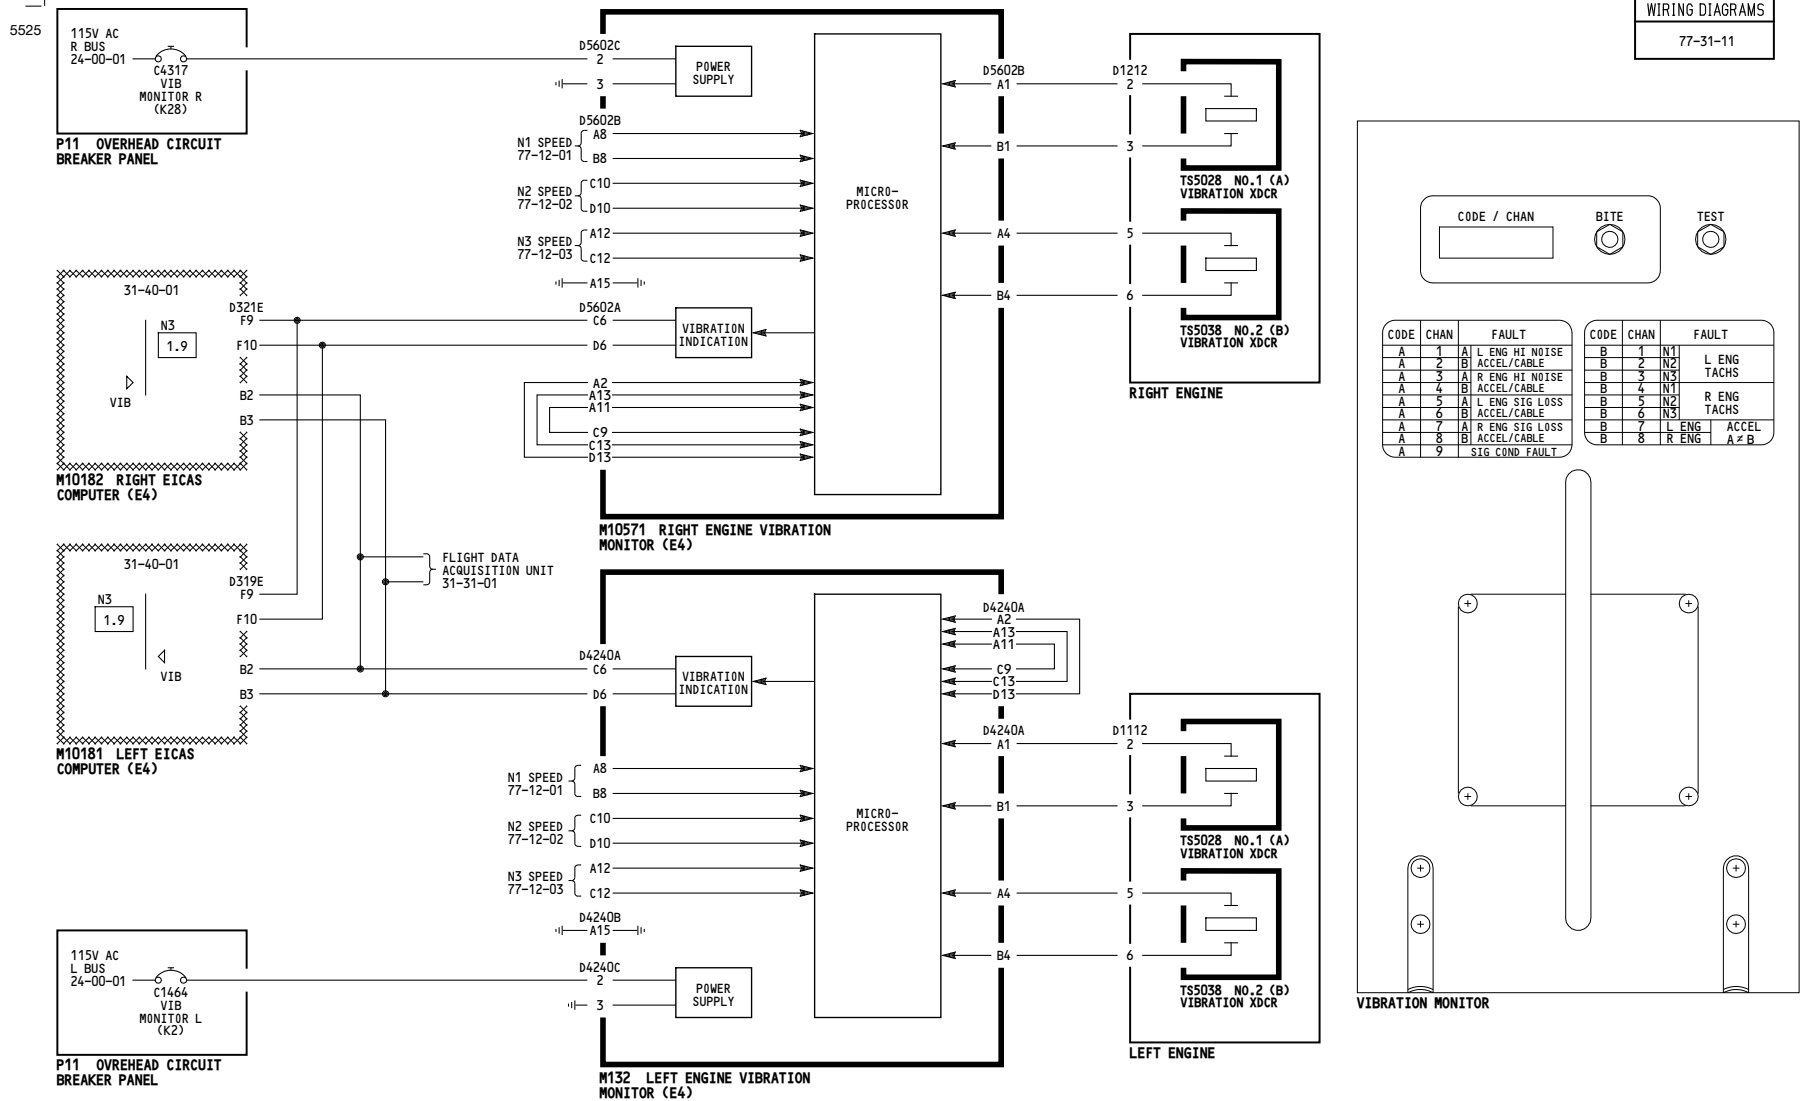 5525
WIRING DIAGRAMS
77-31-11
115V AC
R BUS
24-00-01
C4317
VIB
MONITOR R
(K28)
P11 OVERHEAD CIRCUIT
BREAKER PANEL
D5602C
2
3
POWER
SUPPLY
D5602B
N1 SPEED
77-12-01
A8
B8
N2 SPEED
77-12-02
C10
D10
N3 SPEED
77-12-03
A12
C12
A15
D5602A
C6
D6
VIBRATION
INDICATION
A2
A13
A11
C9
C13
D13
MICRO-
PROCESSOR
M10571 RIGHT ENGINE VIBRATION
MONITOR (E4)
D5602B
A1
B1
A4
B4
D1212
2
3
5
6
TS5028 NO.1 (A)
VIBRATION XDCR
TS5038 NO.2 (B)
VIBRATION XDCR
RIGHT ENGINE
31-40-01
N3
1.9
VIB
D321E
F9
F10
B2
B3
M10182 RIGHT EICAS
COMPUTER (E4)
31-40-01
N3
1.9
VIB
D319E
F9
F10
B2
B3
M10181 LEFT EICAS
COMPUTER (E4)
FLIGHT DATA
ACQUISITION UNIT
31-31-01
D4240A
C6
D6
VIBRATION
INDICATION
N1 SPEED
77-12-01
A8
B8
N2 SPEED
77-12-02
C10
D10
N3 SPEED
77-12-03
A12
C12
D4240B
A15
D4240C
2
3
POWER
SUPPLY
MICRO-
PROCESSOR
D4240A
A2
A13
A11
C9
C13
D13
D4240A
A1
B1
A4
B4
M132 LEFT ENGINE VIBRATION
MONITOR (E4)
D1112
2
3
5
6
TS5028 NO.1 (A)
VIBRATION XDCR
TS5038 NO.2 (B)
VIBRATION XDCR
LEFT ENGINE
115V AC
L BUS
24-00-01
C1464
VIB
MONITOR L
(K2)
P11 OVREHEAD CIRCUIT
BREAKER PANEL
CODE / CHAN
BITE
TEST
CODE CHAN FAULT
A 1 A L ENG HI NOISE
A 2 B ACCEL/CABLE
A 3 A R ENG HI NOISE
A 4 B ACCEL/CABLE
A 5 A L ENG SIG LOSS
A 6 B ACCEL/CABLE
A 7 A R ENG SIG LOSS
A 8 B ACCEL/CABLE
A 9 SIG COND FAULT
CODE CHAN FAULT
B 1 N1
B 2 N2
B 3 N3
L ENG
TACHS
B 4 N1
B 5 N2
B 6 N3
R ENG
TACHS
B 7 L ENG ACCEL
B 8 R ENG A≠B
VIBRATION MONITOR